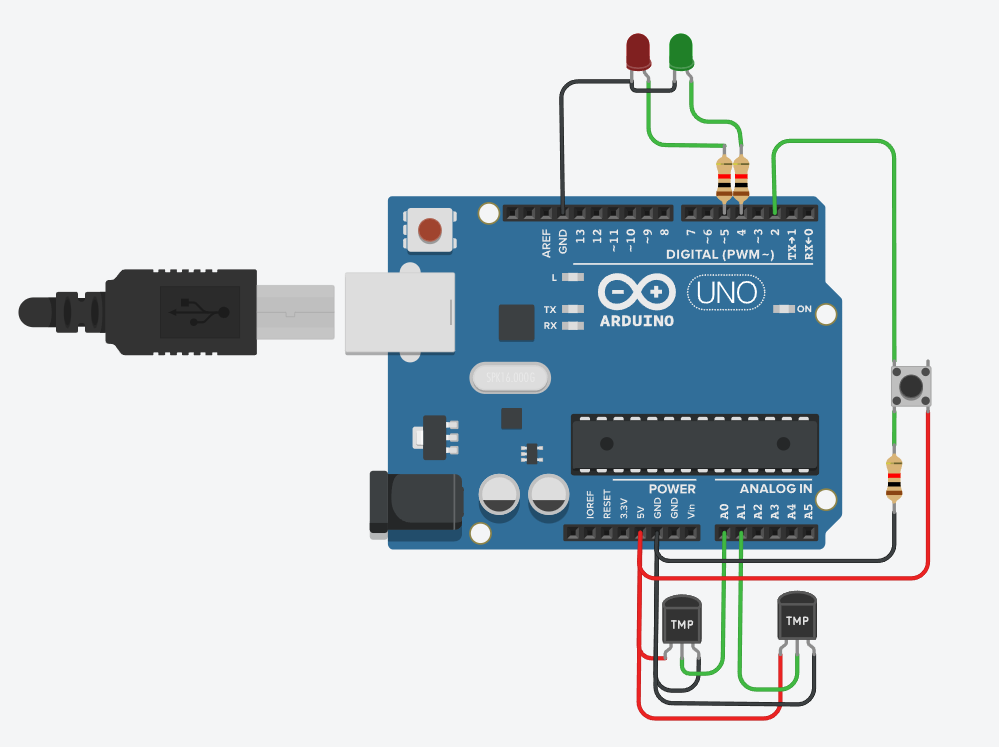 AREF
GND
13
12
~11
~10
~9
8
7
~6
~5
4
~3
2
TX→1
RX←0
DIGITAL (PWM~)
L
TX
RX
UNO
ARDUINO
ON
POWER
ANALOG IN
IOREF
RESET
3.3V
5V
GND
GND
Vin
A0
A1
A2
A3
A4
A5
TMP
TMP